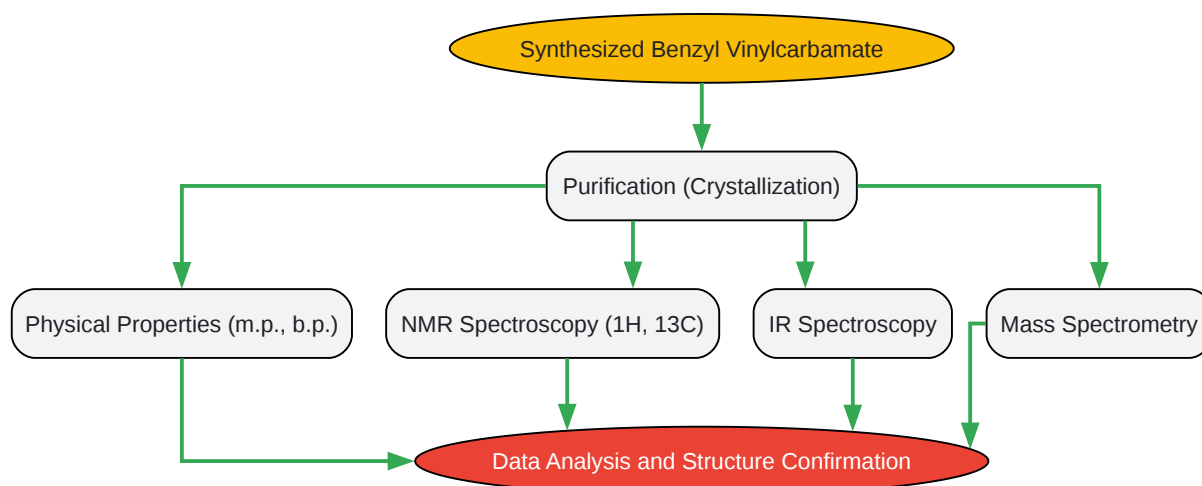 Synthesized Benzyl Vinylcarbamate
Purification (Crystallization)
Physical Properties (m.p., b.p.)
NMR Spectroscopy (1H, 13C)
IR Spectroscopy
Mass Spectrometry
Data Analysis and Structure Confirmation